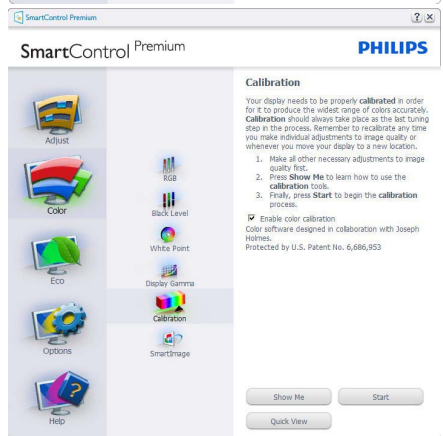 SmartControl Premium
? ×
SmartControl Premium
PHILIPS
Adjust
Color
Eco
Options
Help
RGB
Black Level
White Point
Display Gamma
Calibration
SmartImage
Calibration
Your display needs to be properly calibrated in order
for it to produce the widest range of colors accurately.
Calibration should always take place as the last tuning
step in the process. Remember to recalibrate any time
you make individual adjustments to image quality or
whenever you move your display to a new location.
1. Make all other necessary adjustments to image
quality first.
2. Press Show Me to learn how to use the
calibration tools.
3. Finally, press Start to begin the calibration
process.
Enable color calibration
Color software designed in collaboration with Joseph
Holmes.
Protected by U.S. Patent No. 6,686,953
Show Me
Start
Quick View